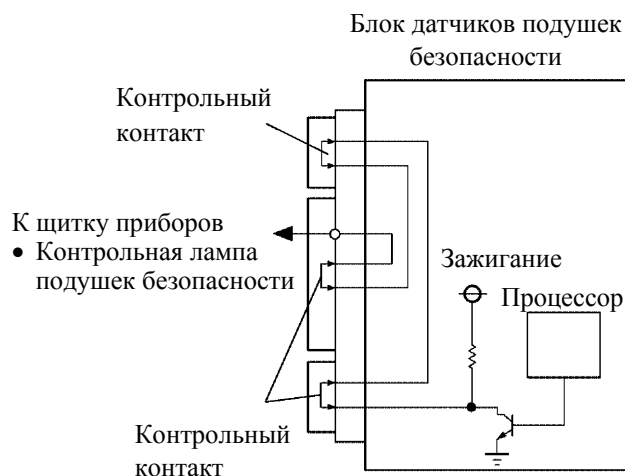 Блок датчиков подушек
безопасности
Контрольный
контакт
К щитку приборов
• Контрольная лампа
подушек безопасности
Зажигание
Процессор
Контрольный
контакт